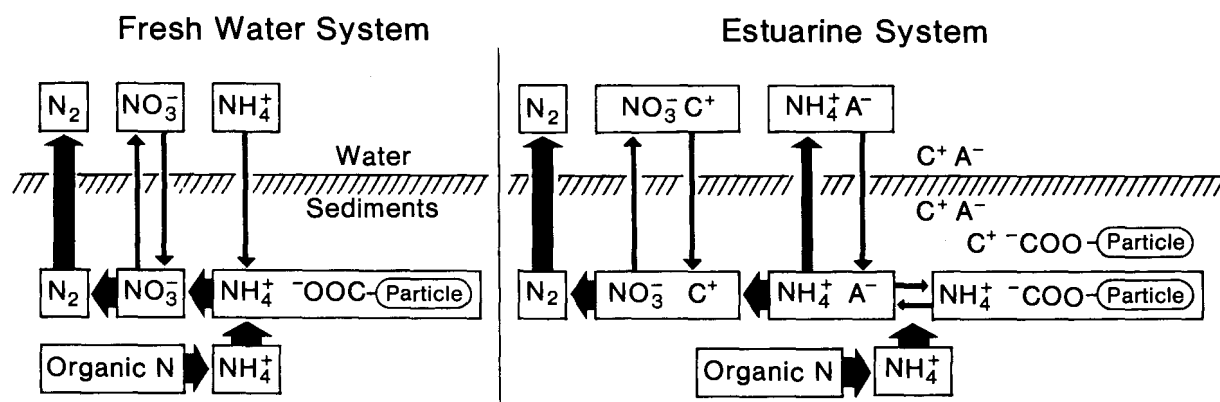 Fresh Water System
N₂ NO₃⁻ NH₄⁺
Water
Sediments
N₂ NO₃⁻ NH₄⁺ ⁻OOC-Particle
Organic N NH₄⁺
Estuarine System
N₂ NO₃⁻ C⁺ NH₄⁺ A⁻
C⁺ A⁻
C⁺ A⁻
C⁺ ⁻COO-Particle
N₂ NO₃⁻ C⁺ NH₄⁺ A⁻ NH₄⁺ ⁻COO-Particle
Organic N NH₄⁺